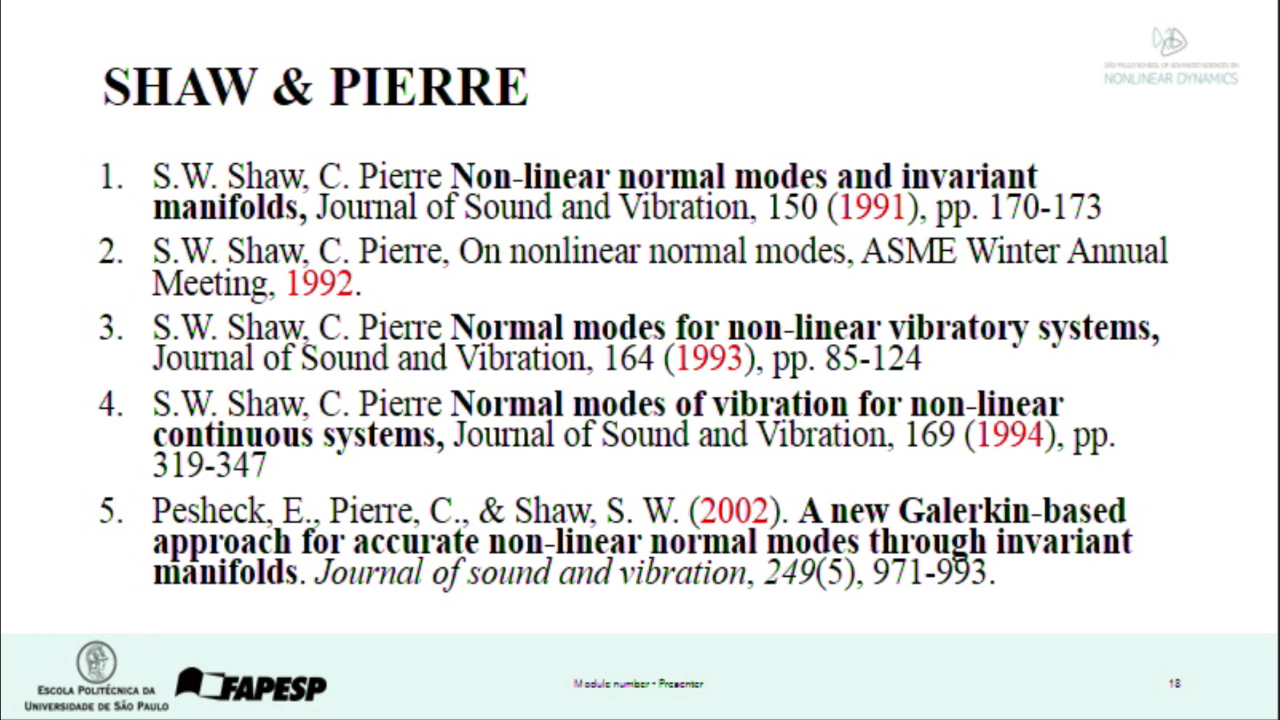 SÃO PAULO SCHOOL OF ADVANCED SCIENCES ON
NONLINEAR DYNAMICS
SHAW & PIERRE
1. S.W. Shaw, C. Pierre Non-linear normal modes and invariant
manifolds, Journal of Sound and Vibration, 150 (1991), pp. 170-173
2. S.W. Shaw, C. Pierre, On nonlinear normal modes, ASME Winter Annual
Meeting, 1992.
3. S.W. Shaw, C. Pierre Normal modes for non-linear vibratory systems,
Journal of Sound and Vibration, 164 (1993), pp. 85-124
4. S.W. Shaw, C. Pierre Normal modes of vibration for non-linear
continuous systems, Journal of Sound and Vibration, 169 (1994), pp.
319-347
5. Pesheck, E., Pierre, C., & Shaw, S. W. (2002). A new Galerkin-based
approach for accurate non-linear normal modes through invariant
manifolds. Journal of sound and vibration, 249(5), 971-993.
ESCOLA POLITÉCNICA DA
UNIVERSIDADE DE SÃO PAULO
FAPESP
Module number - Presenter
18